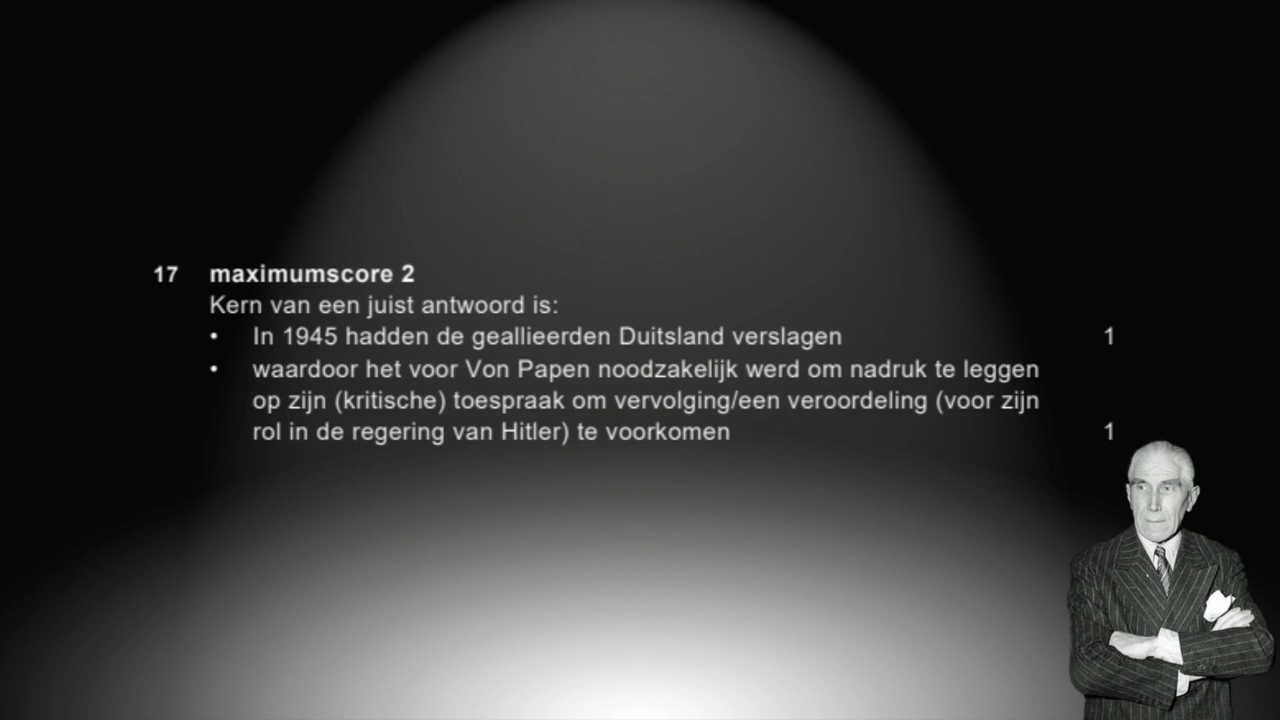 17 maximumscore 2
Kern van een juist antwoord is:
• In 1945 hadden de geallieerden Duitsland verslagen 1
• waardoor het voor Von Papen noodzakelijk werd om nadruk te leggen
op zijn (kritische) toespraak om vervolging/een veroordeling (voor zijn
rol in de regering van Hitler) te voorkomen 1